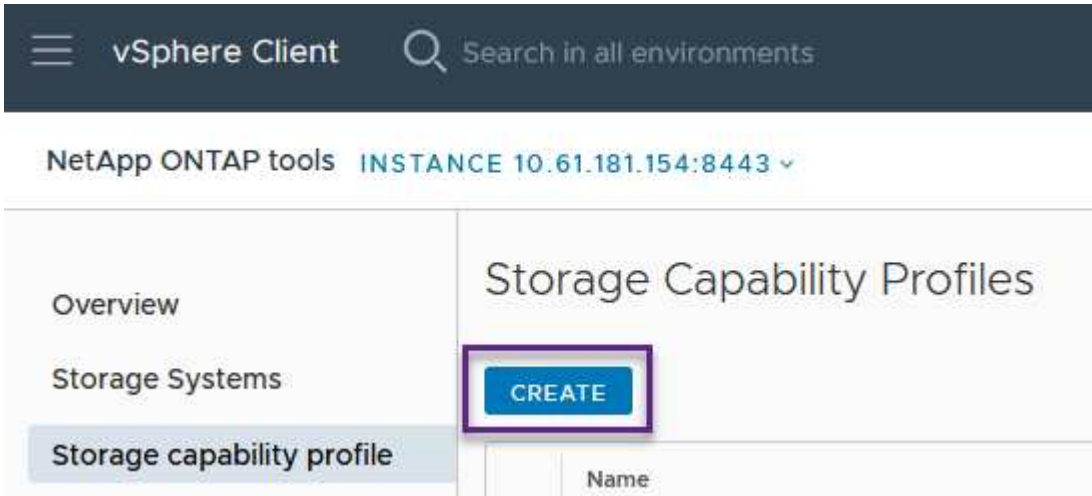 vSphere Client Search in all environments
NetApp ONTAP tools INSTANCE 10.61.181.154:8443
Overview
Storage Systems
Storage capability profile
Storage Capability Profiles
CREATE
Name